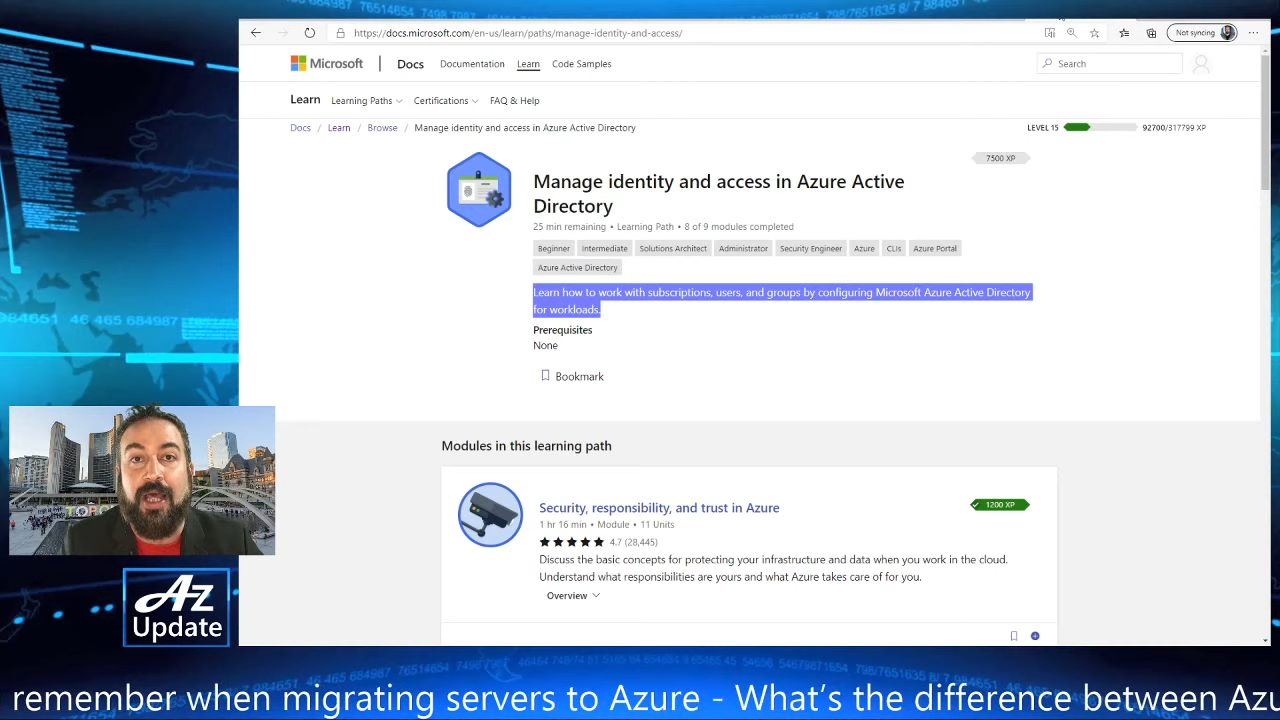 https://docs.microsoft.com/en-us/learn/paths/manage-identity-and-access/
Not syncing
Microsoft
Docs
Documentation
Learn
Code Samples
Search
Learn
Learning Paths
Certifications
FAQ & Help
Docs / Learn / Browse / Manage identity and access in Azure Active Directory
LEVEL 15
92700/317799 XP
7500 XP
Manage identity and access in Azure Active
Directory
25 min remaining • Learning Path • 8 of 9 modules completed
Beginner
Intermediate
Solutions Architect
Administrator
Security Engineer
Azure
CLIs
Azure Portal
Azure Active Directory
Learn how to work with subscriptions, users, and groups by configuring Microsoft Azure Active Directory
for workloads.
Prerequisites
None
Bookmark
Modules in this learning path
Security, responsibility, and trust in Azure
1200 XP
1 hr 16 min • Module • 11 Units
4.7 (28,445)
Discuss the basic concepts for protecting your infrastructure and data when you work in the cloud.
Understand what responsibilities are yours and what Azure takes care of for you.
Overview
Az
Update
remember when migrating servers to Azure - What's the difference between Azu